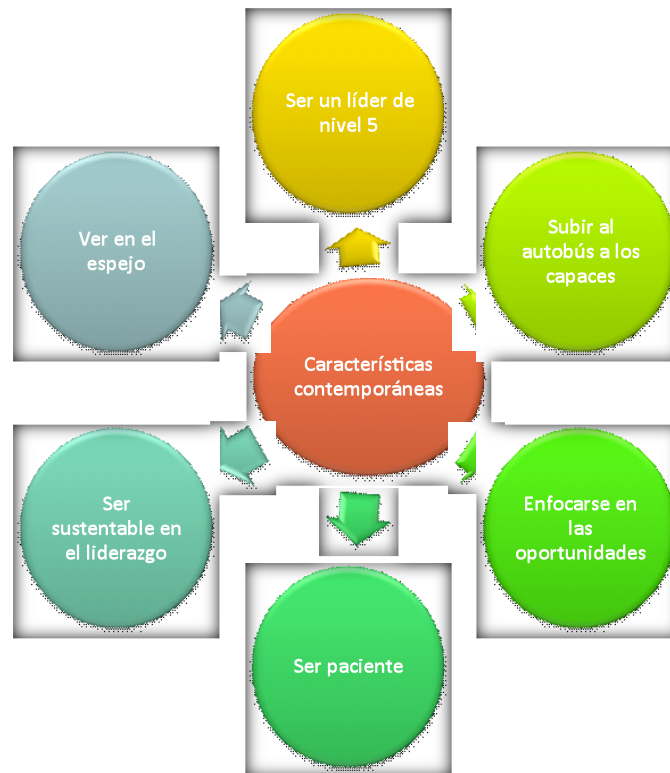 Ser un líder de
nivel 5
Ver en el
espejo
Subir al
autobús a los
capaces
Características
contemporáneas
Ser
sustentable en
el liderazgo
Enfocarse en
las
oportunidades
Ser paciente